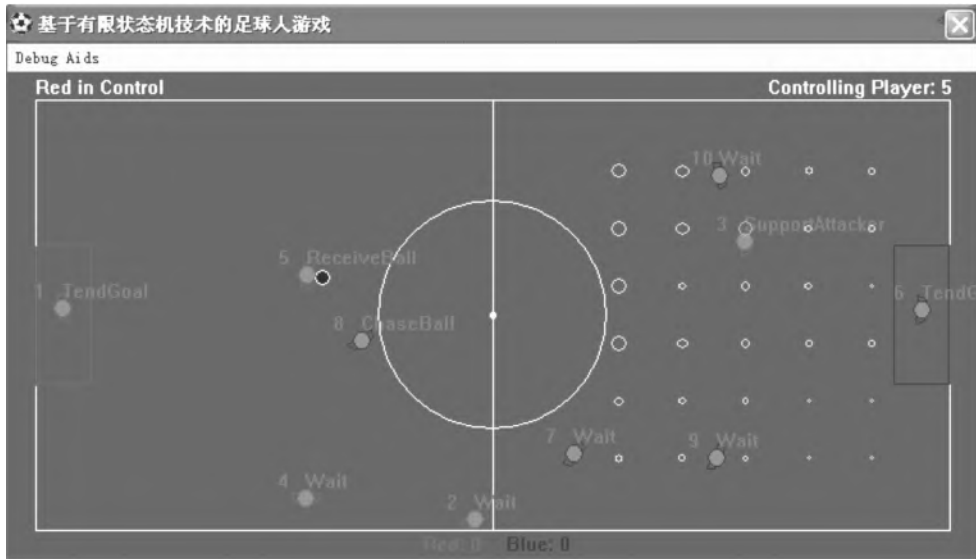 基于有限状态机技术的足球人游戏
Debug Aids
Red in Control
Controlling Player: 5
10 Wait
3 SupportAttacker
5 ReceiveBall
1 TendGoal
6 TendG
8 ChaseBall
7 Wait
9 Wait
4 Wait
2 Wait
Red: 0 Blue: 0